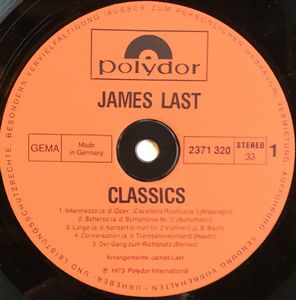 polydor
JAMES LAST
GEMA
Made
in Germany
2371 320
STEREO
33
1
CLASSICS
1. Intermezzo (a. d. Oper „Cavalleria Rusticana") (Mascagni)
2. Scherzo (a. d. Symphonie Nr. 2) (Schumann)
3. Largo (a. d. Konzert d-moll für 2 Violinen) (J. S. Bach)
4. Conversation (a. d. Trompetenkonzert) (Haydn)
5. Der Gang zum Richtplatz (Berlioz)
Arrangements: James Last
℗ 1973 Polydor International